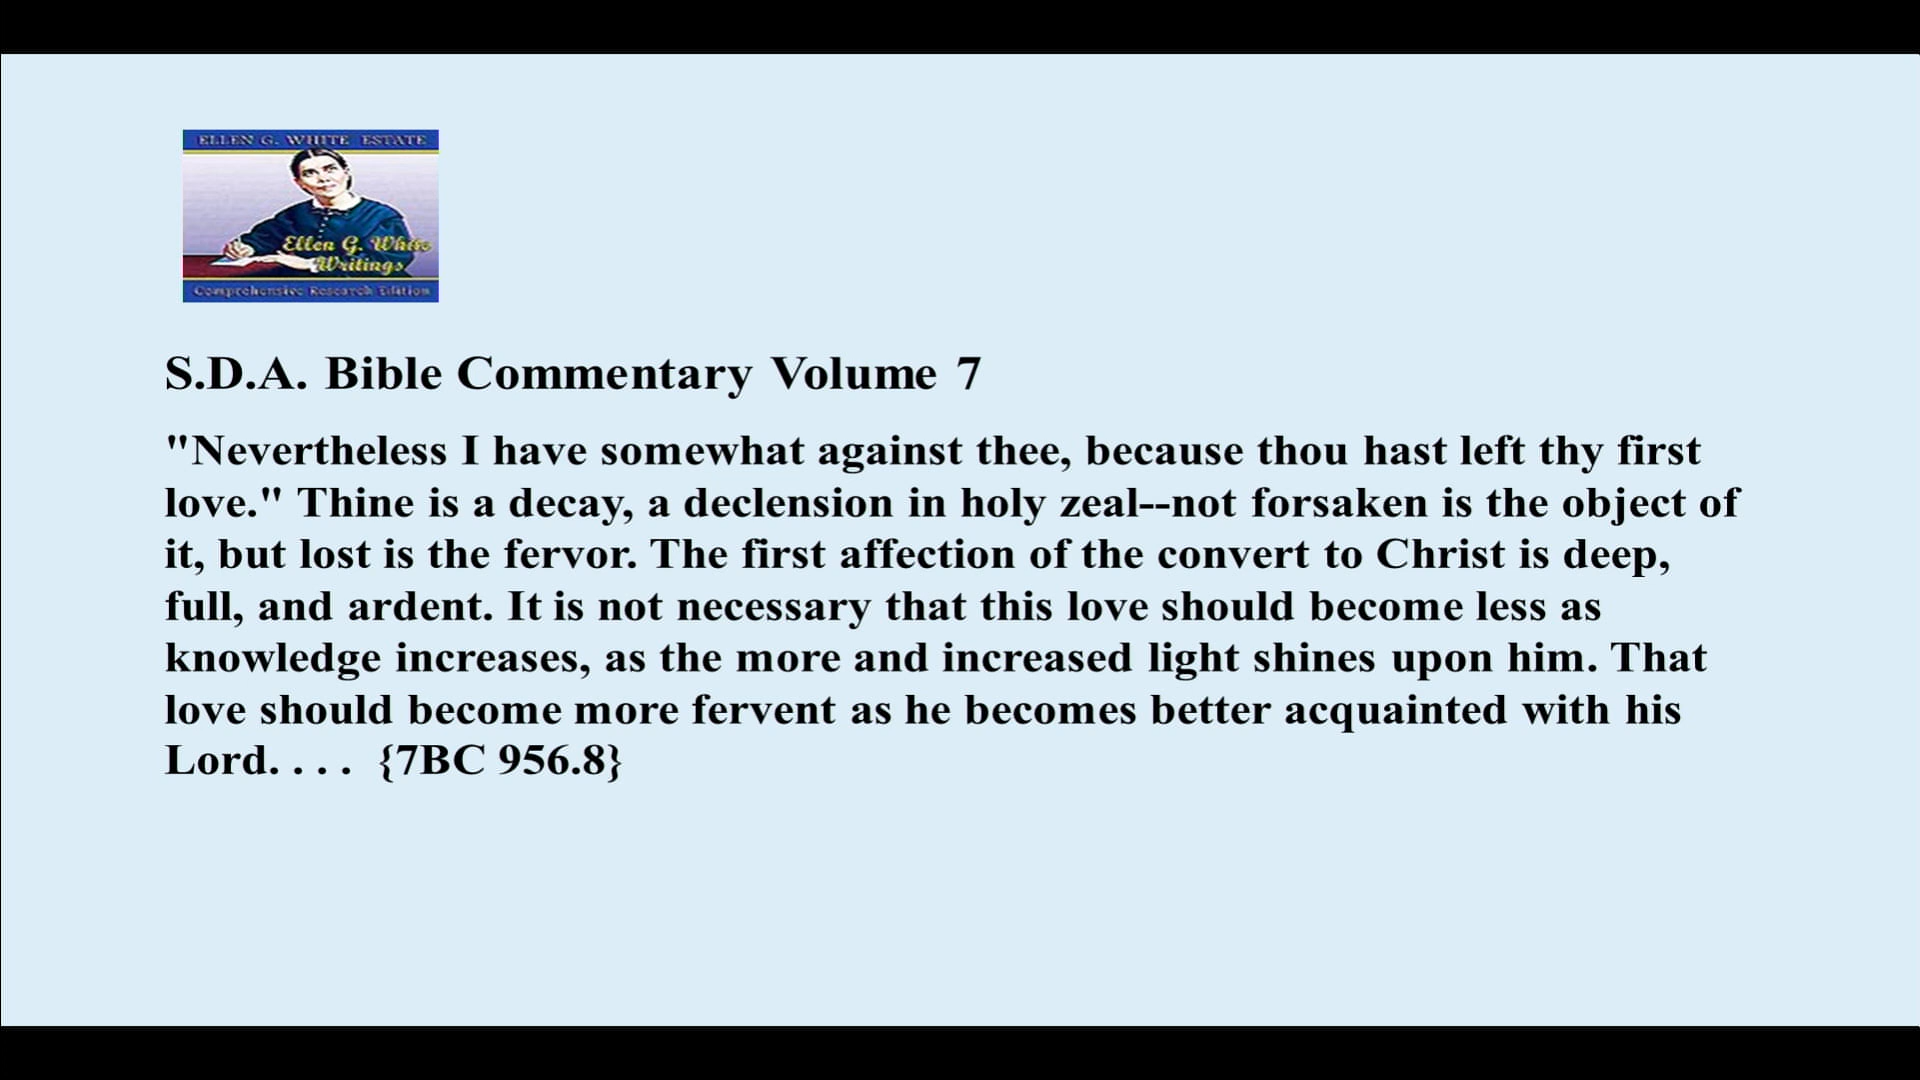 ELLEN G. WHITE ESTATE
Ellen G. White
Writings
Comprehensive Research Edition
S.D.A. Bible Commentary Volume 7
"Nevertheless I have somewhat against thee, because thou hast left thy first
love." Thine is a decay, a declension in holy zeal--not forsaken is the object of
it, but lost is the fervor. The first affection of the convert to Christ is deep,
full, and ardent. It is not necessary that this love should become less as
knowledge increases, as the more and increased light shines upon him. That
love should become more fervent as he becomes better acquainted with his
Lord. . . .  {7BC 956.8}